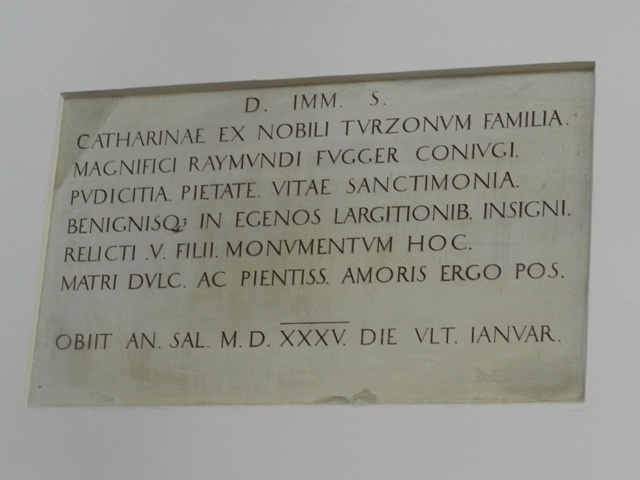 D. IMM. S.
CATHARINAE EX NOBILI TVRZONVM FAMILIA.
MAGNIFICI RAYMVNDI FVGGER CONIVGI.
PVDICITIA. PIETATE. VITAE SANCTIMONIA.
BENIGNISQꝫ IN EGENOS LARGITIONIB. INSIGNI.
RELICTI .V. FILII. MONVMENTVM HOC.
MATRI DVLC. AC PIENTISS. AMORIS ERGO POS.
OBIIT AN. SAL. M. D. XXXV. DIE VLT. IANVAR.